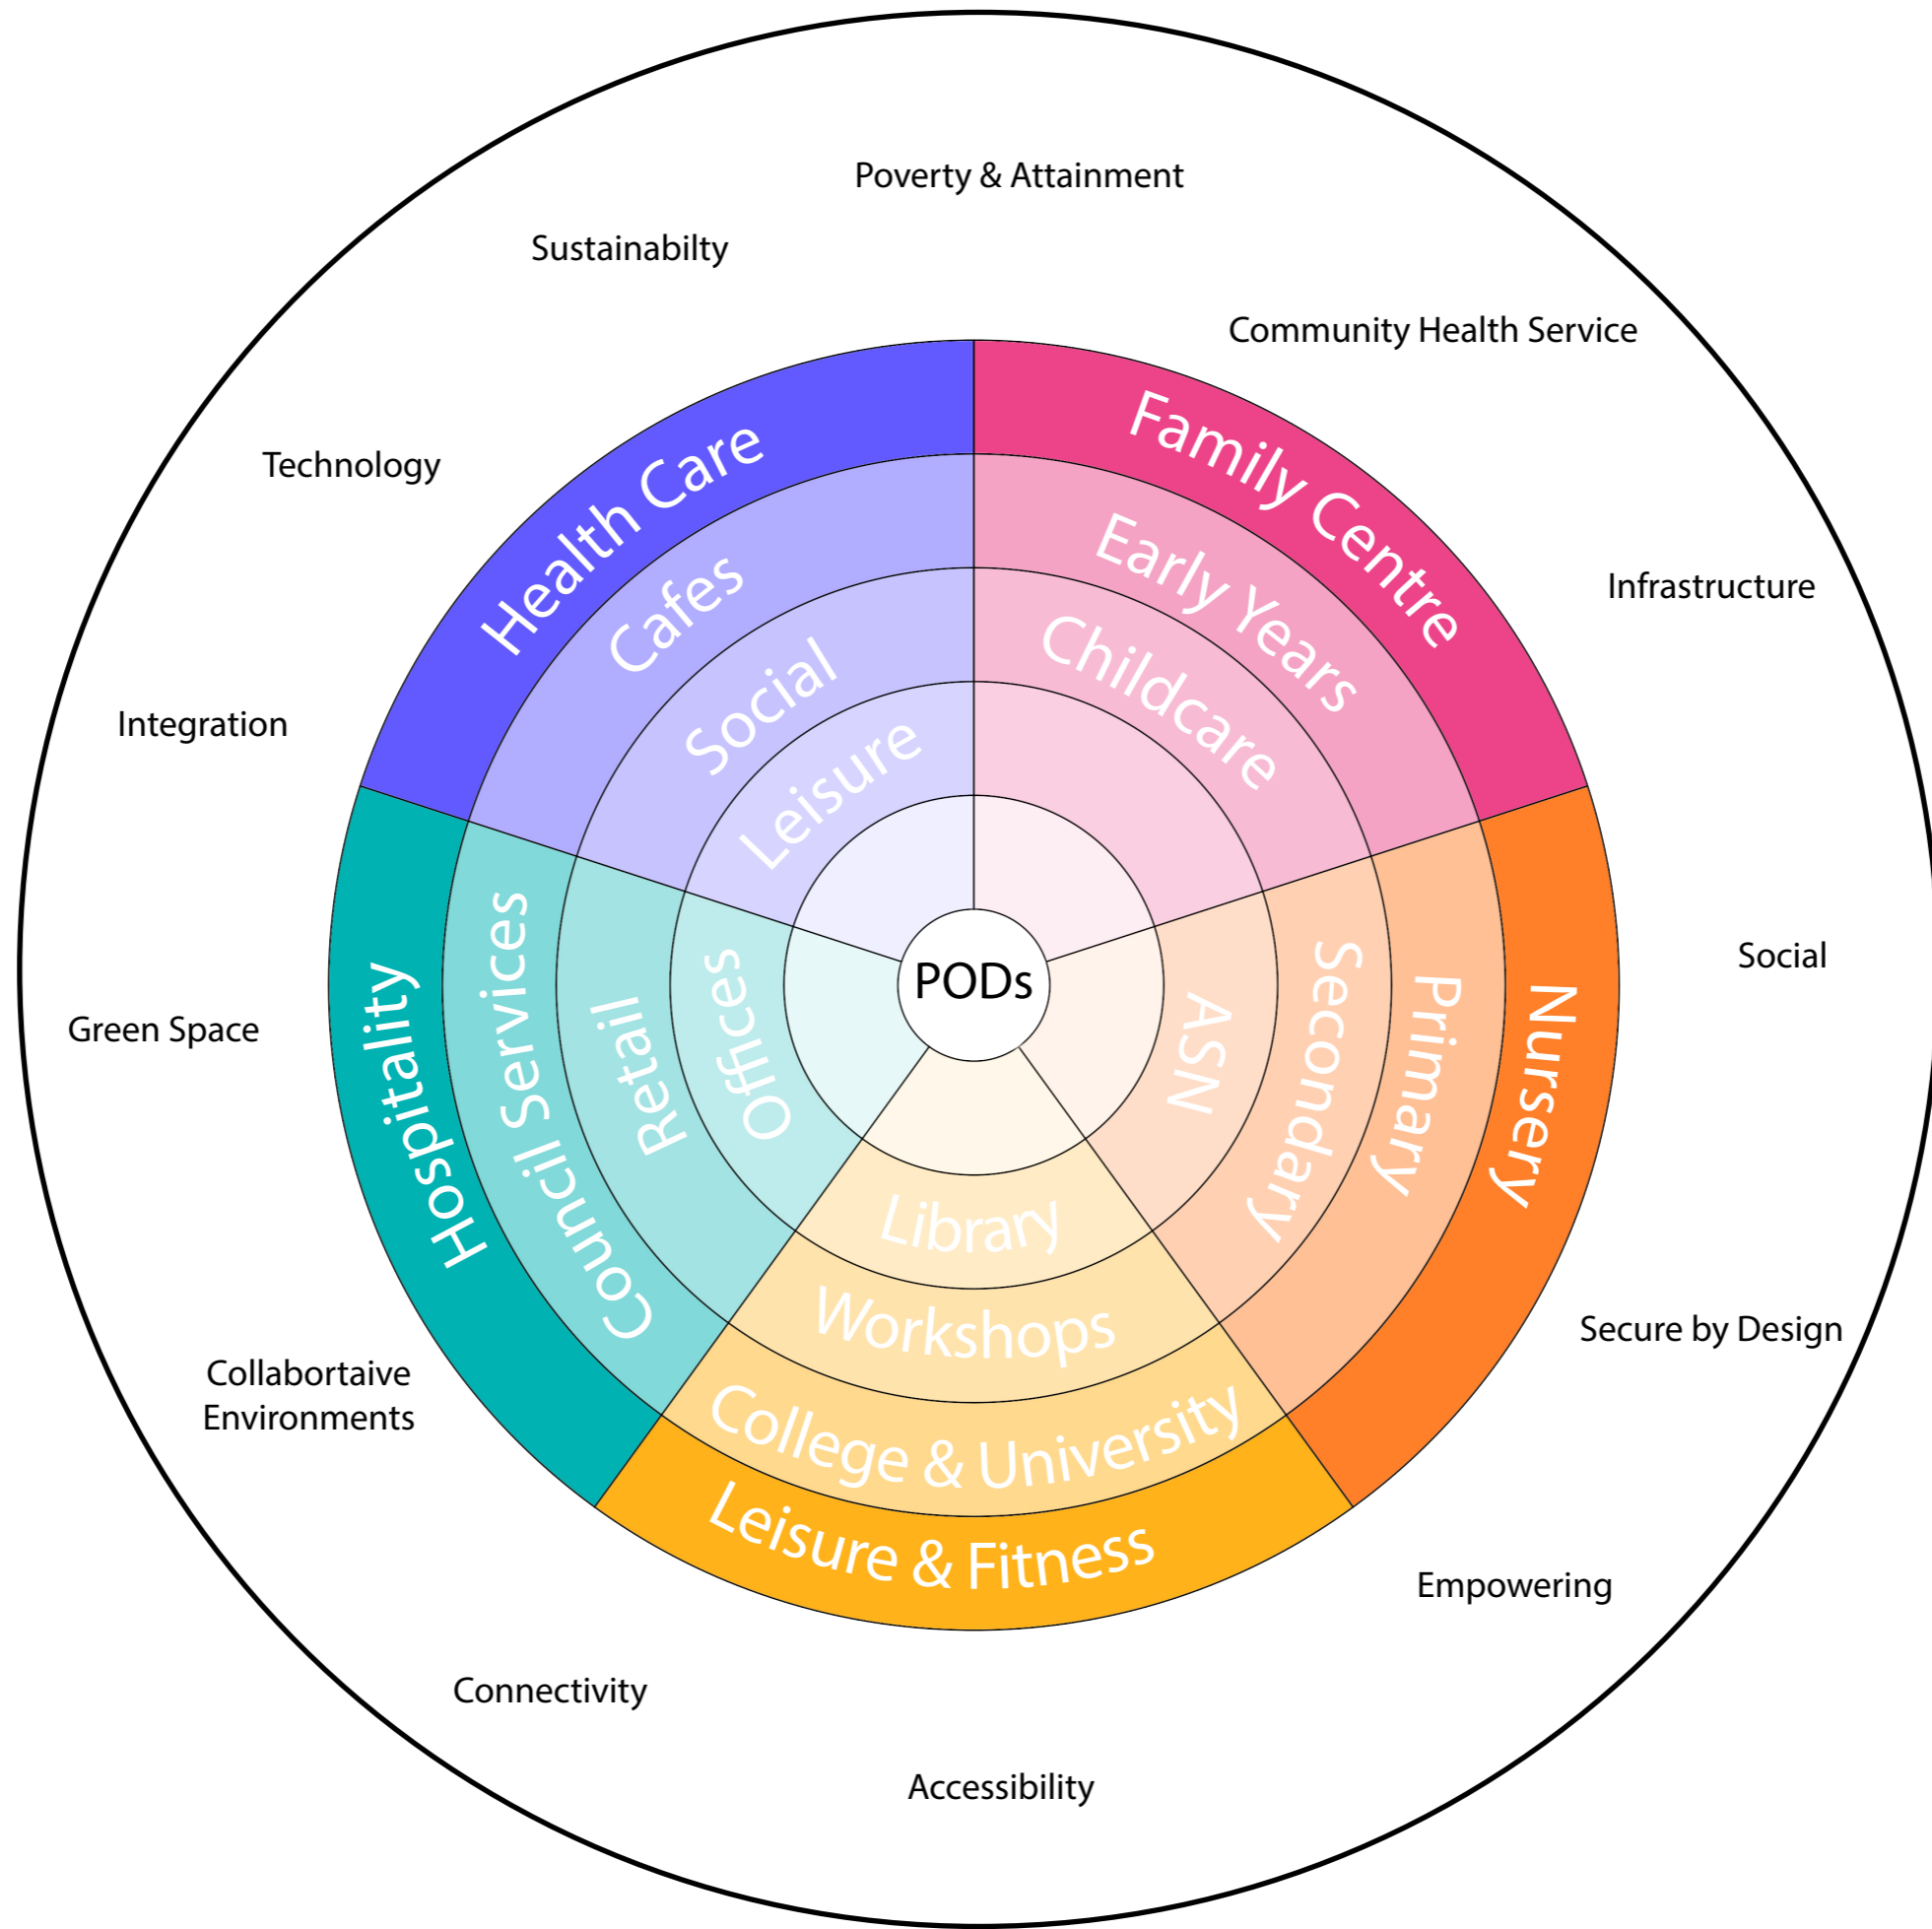 Poverty & Attainment
Sustainabilty
Community Health Service
Technology
Infrastructure
Integration
Social
Green Space
Secure by Design
Collabortaive
Environments
Empowering
Connectivity
Accessibility
Health Care
Cafes
Social
Leisure
Family Centre
Early Years
Childcare
Nursery
Primary
Secondary
ASN
Leisure & Fitness
College & University
Workshops
Library
Hospitality
Council Services
Retail
Offices
PODs